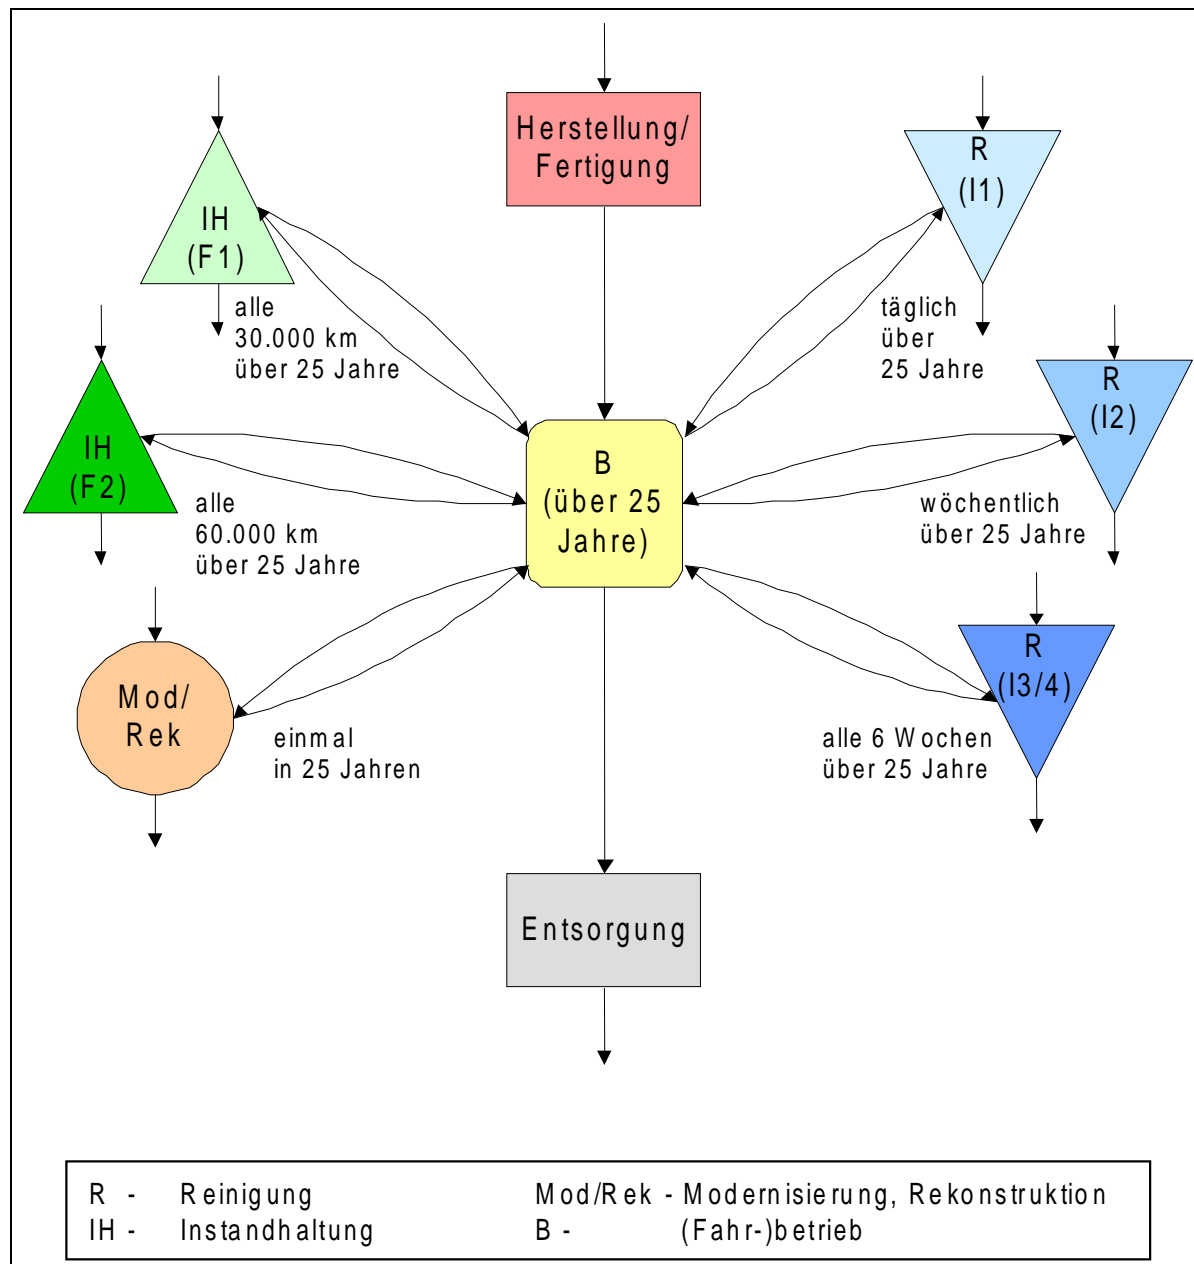 Herstellung/
Fertigung
IH
(F1)
alle
30.000 km
über 25 Jahre
R
(I1)
täglich
über
25 Jahre
IH
(F2)
alle
60.000 km
über 25 Jahre
B
(über 25
Jahre)
R
(I2)
wöchentlich
über 25 Jahre
Mod/
Rek
einmal
in 25 Jahren
R
(I3/4)
alle 6 Wochen
über 25 Jahre
Entsorgung
R - Reinigung
IH - Instandhaltung
Mod/Rek - Modernisierung, Rekonstruktion
B - (Fahr-)betrieb